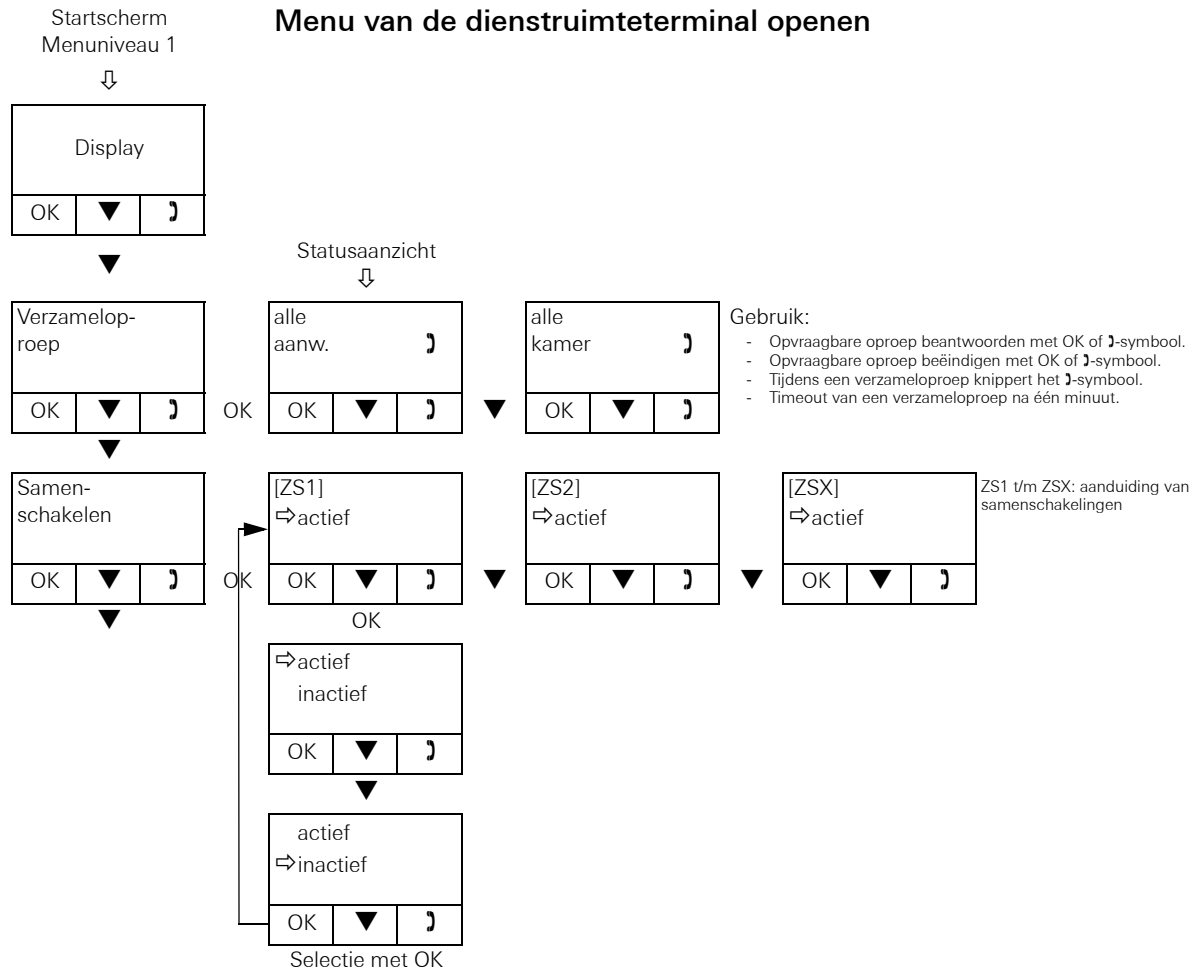 Menu van de dienstruimteterminal openen
Startscherm
Menuniveau 1
⇩
Display
OK ▼
▼
Statusaanzicht
⇩
Verzamelop-
roep
OK ▼
OK
alle
aanw.
OK ▼
▼
alle
kamer
OK ▼
Gebruik:
- Opvraagbare oproep beantwoorden met OK of -symbool.
- Opvraagbare oproep beëindigen met OK of -symbool.
- Tijdens een verzameloproep knippert het -symbool.
- Timeout van een verzameloproep na één minuut.
▼
Samen-
schakelen
OK ▼
OK
[ZS1]
⇨actief
OK ▼
▼
[ZS2]
⇨actief
OK ▼
▼
[ZSX]
⇨actief
OK ▼
ZS1 t/m ZSX: aanduiding van
samenschakelingen
▼
OK
⇨actief
inactief
OK ▼
▼
actief
⇨inactief
OK ▼
Selectie met OK